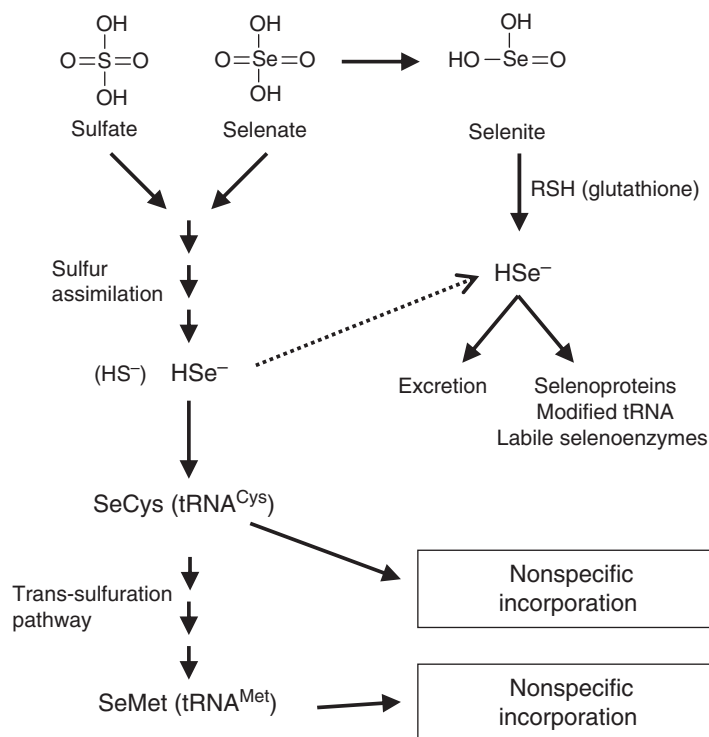 OH
O=S=O
OH
Sulfate
OH
O=Se=O
OH
Selenate
OH
HO–Se=O
Selenite
RSH (glutathione)
HSe⁻
Excretion
Selenoproteins
Modified tRNA
Labile selenoenzymes
Sulfur
assimilation
(HS⁻) HSe⁻
SeCys (tRNA^Cys)
Nonspecific
incorporation
Trans-sulfuration
pathway
SeMet (tRNA^Met)
Nonspecific
incorporation